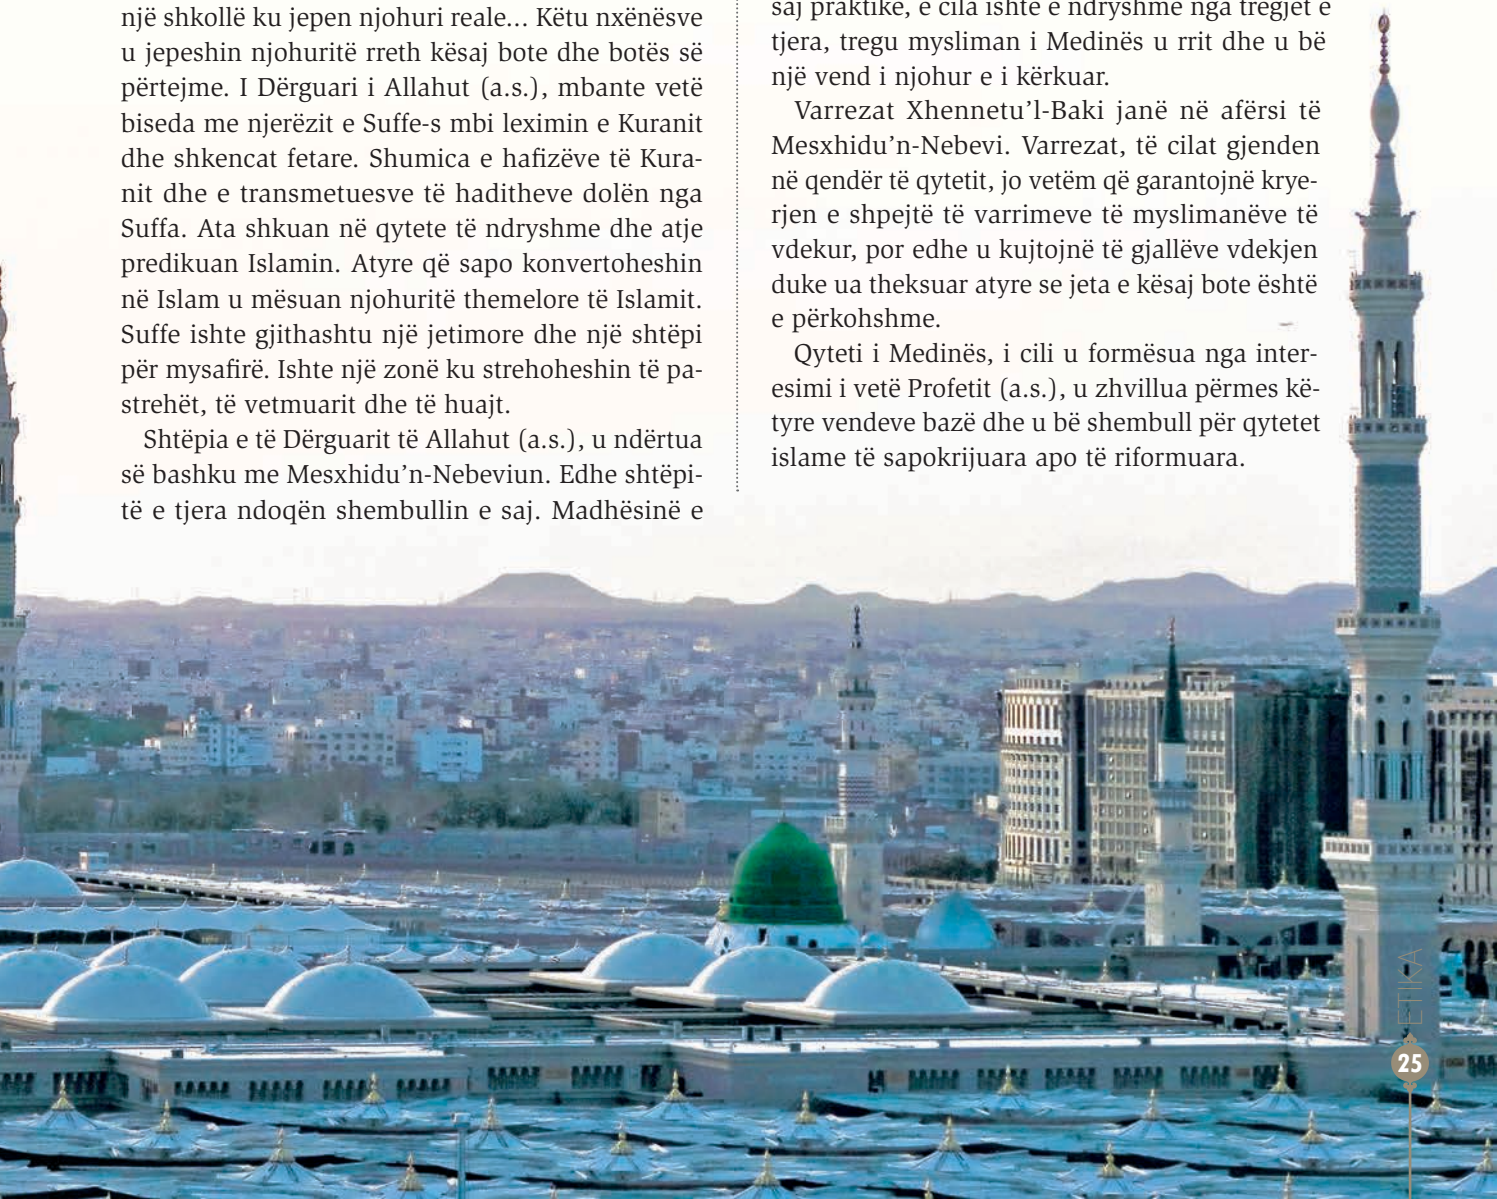 një shkollë ku jepen njohuri reale... Këtu nxënësve
u jepeshin njohuritë rreth kësaj bote dhe botës së
përtejme. I Dërguari i Allahut (a.s.), mbante vetë
biseda me njerëzit e Suffe-s mbi leximin e Kuranit
dhe shkencat fetare. Shumica e hafizëve të Kura-
nit dhe e transmetuesve të haditheve dolën nga
Suffa. Ata shkuan në qytete të ndryshme dhe atje
predikuan Islamin. Atyre që sapo konvertoheshin
në Islam u mësuan njohuritë themelore të Islamit.
Suffe ishte gjithashtu një jetimore dhe një shtëpi
për mysafirë. Ishte një zonë ku strehoheshin të pa-
strehët, të vetmuarit dhe të huajt.
Shtëpia e të Dërguarit të Allahut (a.s.), u ndërtua
së bashku me Mesxhidu’n-Nebeviun. Edhe shtëpi-
të e tjera ndoqën shembullin e saj. Madhësinë e
saj praktike, e cila ishte e ndryshme nga tregjet e
tjera, tregu mysliman i Medinës u rrit dhe u bë
një vend i njohur e i kërkuar.
Varrezat Xhennetu’l-Baki janë në afërsi të
Mesxhidu’n-Nebevi. Varrezat, të cilat gjenden
në qendër të qytetit, jo vetëm që garantojnë krye-
rjen e shpejtë të varrimeve të myslimanëve të
vdekur, por edhe u kujtojnë të gjallëve vdekjen
duke ua theksuar atyre se jeta e kësaj bote është
e përkohshme.
Qyteti i Medinës, i cili u formësua nga inter-
esimi i vetë Profetit (a.s.), u zhvillua përmes kë-
tyre vendeve bazë dhe u bë shembull për qytetet
islame të sapokrijuara apo të riformuara.
ETIKA
25